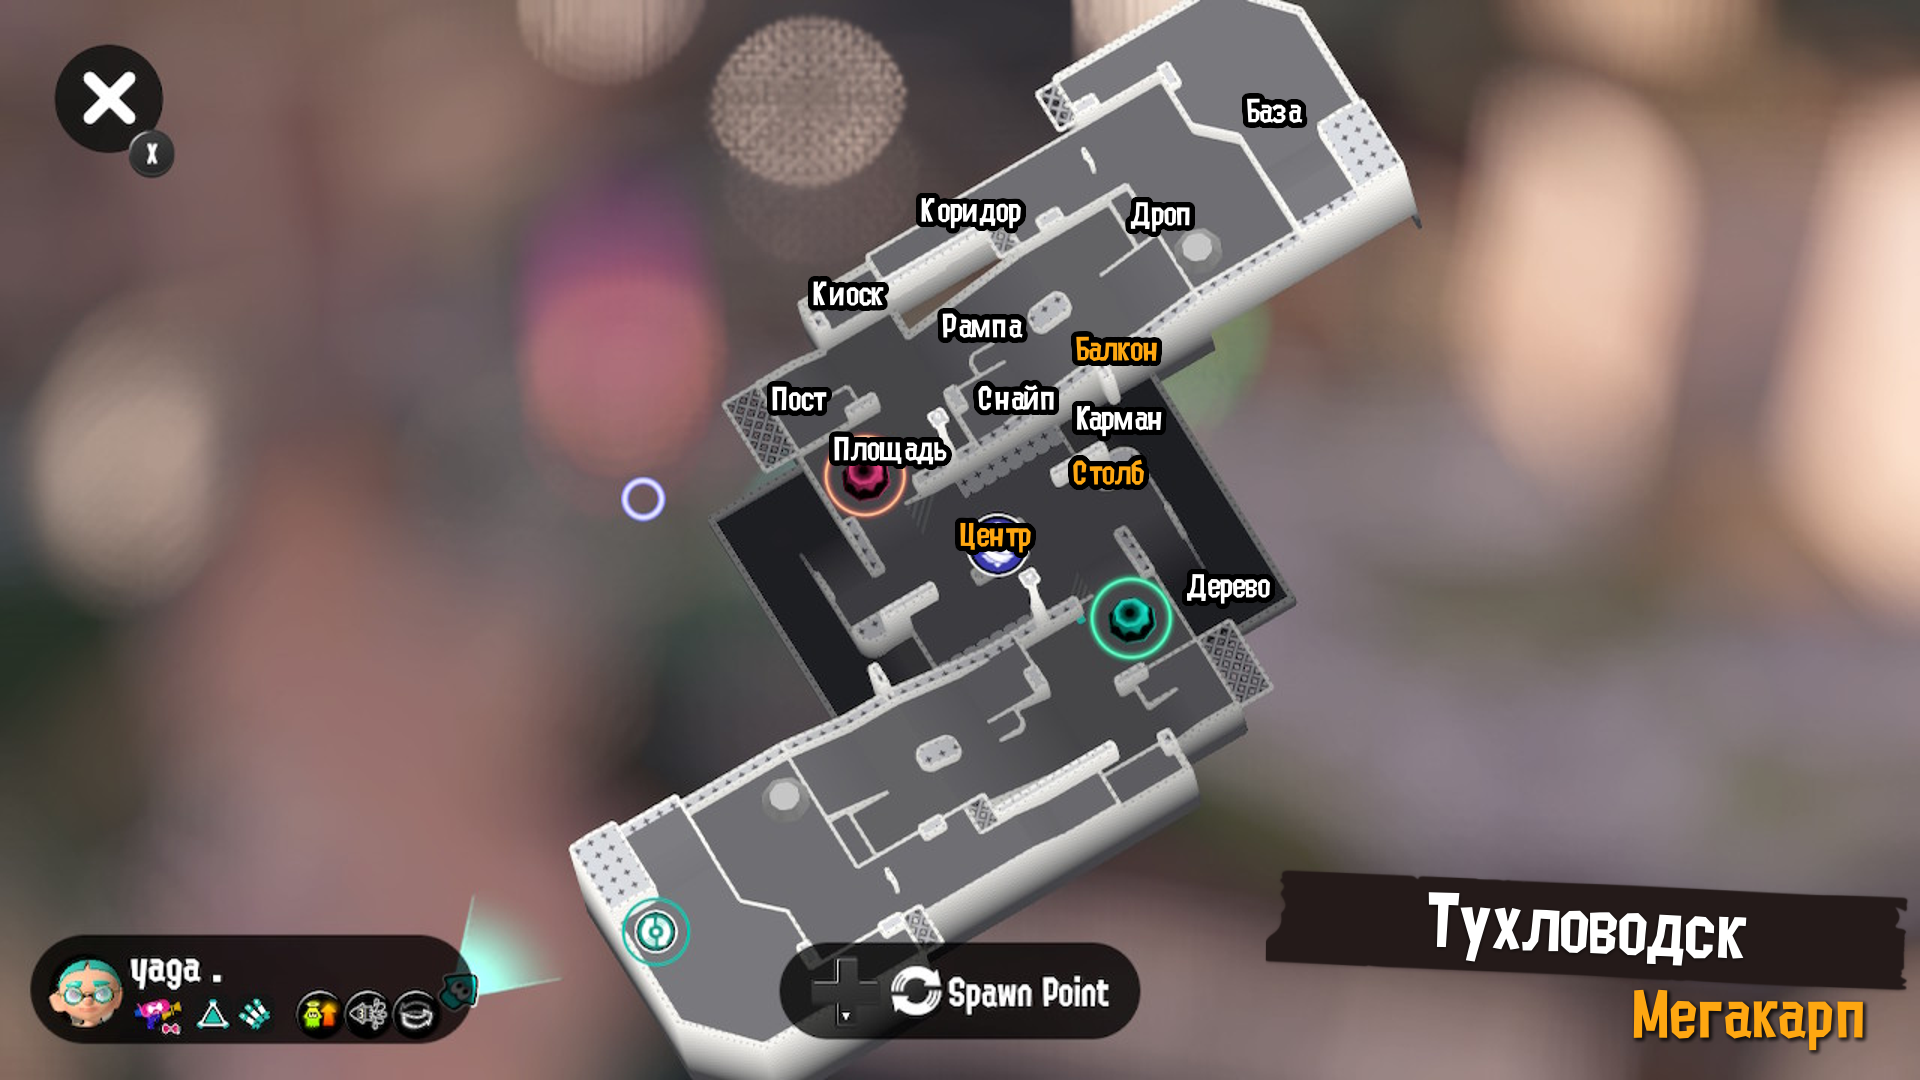 X
База
Коридор
Дроп
Киоск
Рампа
Балкон
Пост
Снайп
Карман
Площадь
Столб
Центр
Дерево
Тухловодск
yaga .
Spawn Point
Мегакарп